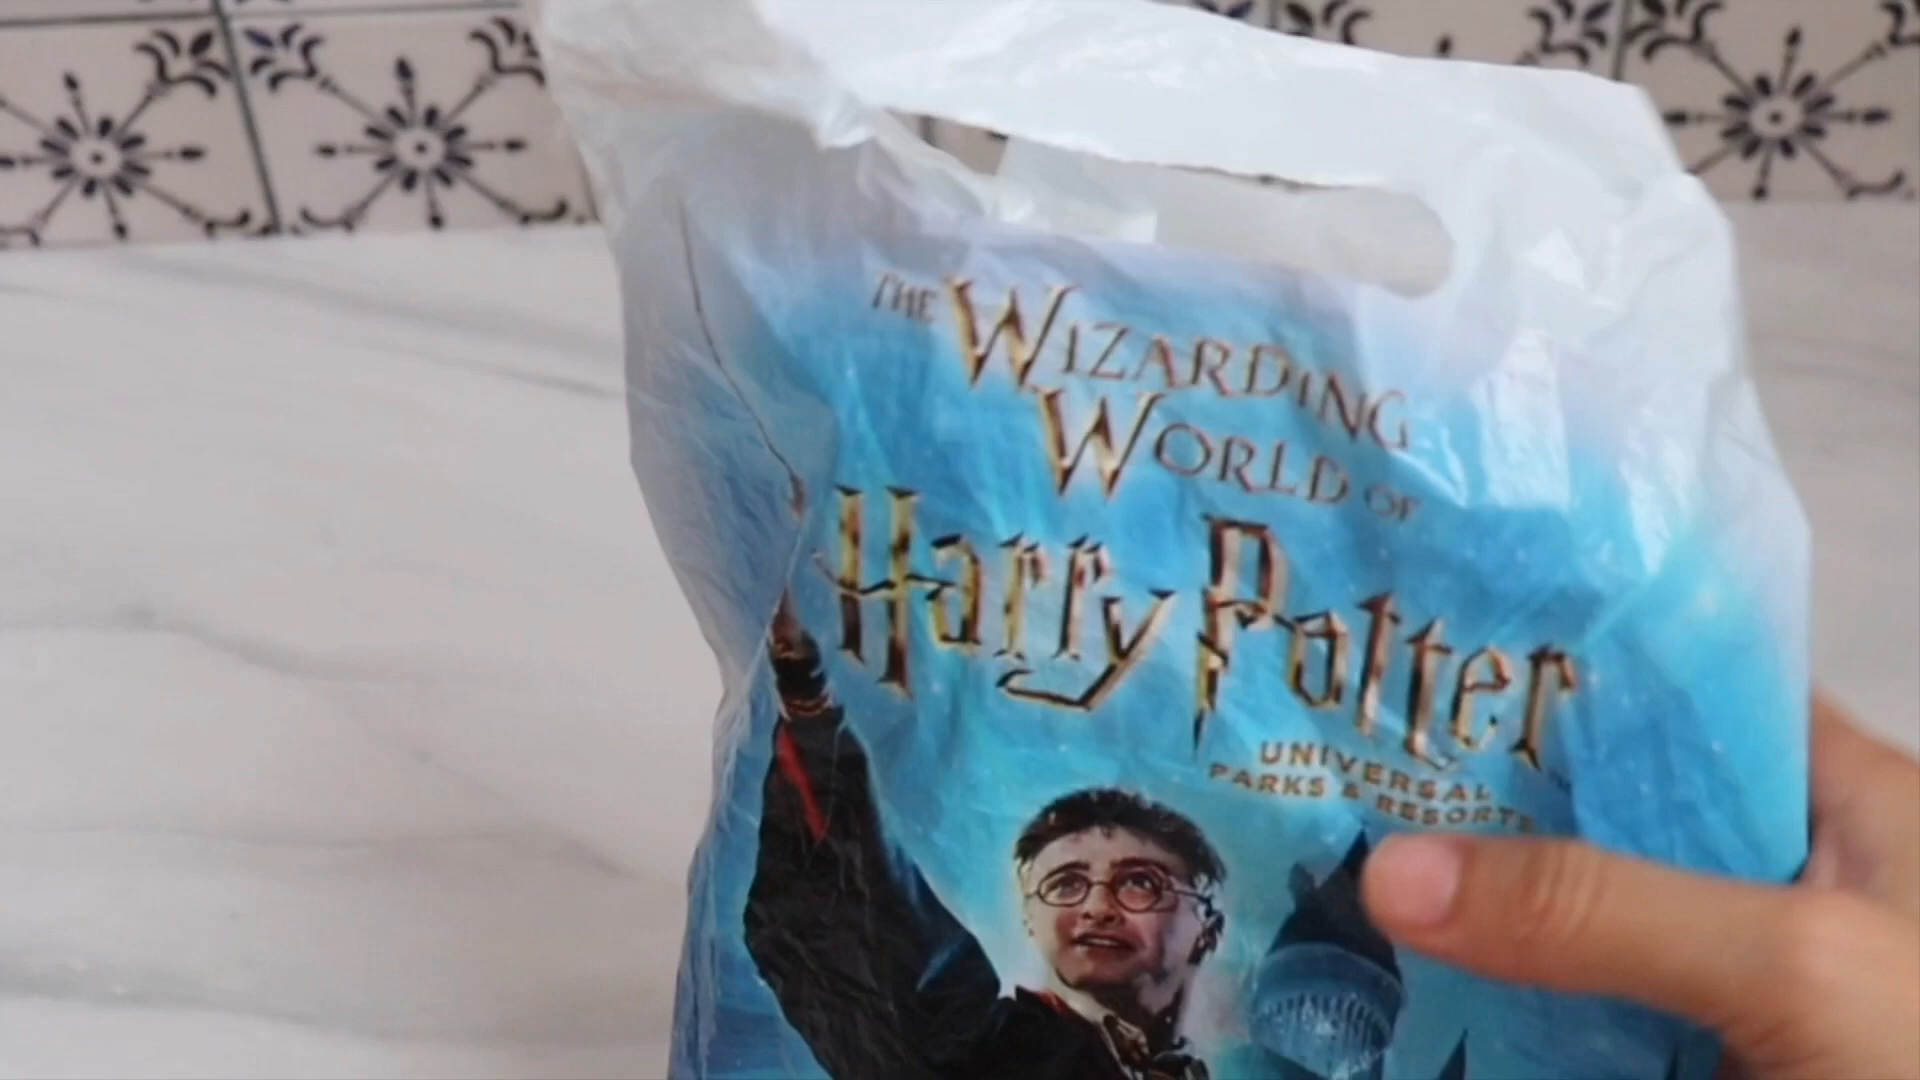 THE WIZARDING
WORLD OF
Harry Potter
UNIVERSAL
PARKS & RESORTS